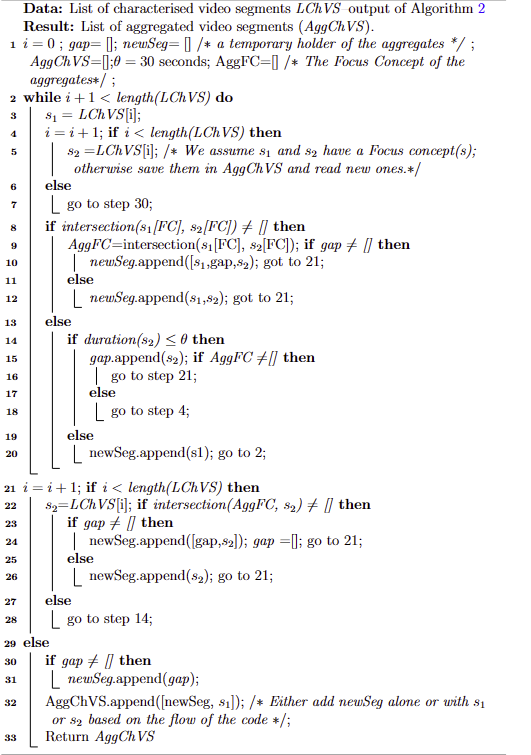 Data: List of characterised video segments LChVS output of Algorithm 2
Result: List of aggregated video segments (AggChVS).
1 i = 0 ; gap= []; newSeg= [] /* a temporary holder of the aggregates */ ;
AggChVS=[];θ = 30 seconds; AggFC=[] /* The Focus Concept of the
aggregates*/ ;
2 while i + 1 < length(LChVS) do
3 s1 = LChVS[i];
4 i = i + 1; if i < length(LChVS) then
5 s2 =LChVS[i]; /* We assume s1 and s2 have a Focus concept(s);
otherwise save them in AggChVS and read new ones.*/
6 else
7 go to step 30;
8 if intersection(s1[FC], s2[FC]) ≠ [] then
9 AggFC=intersection(s1[FC], s2[FC]); if gap ≠ [] then
10 newSeg.append([s1,gap,s2); got to 21;
11 else
12 newSeg.append(s1,s2); got to 21;
13 else
14 if duration(s2) ≤ θ then
15 gap.append(s2); if AggFC ≠[] then
16 go to step 21;
17 else
18 go to step 4;
19 else
20 newSeg.append(s1); go to 2;
21 i = i + 1; if i < length(LChVS) then
22 s2=LChVS[i]; if intersection(AggFC, s2) ≠ [] then
23 if gap ≠ [] then
24 newSeg.append([gap,s2]); gap =[]; go to 21;
25 else
26 newSeg.append(s2); go to 21;
27 else
28 go to step 14;
29 else
30 if gap ≠ [] then
31 newSeg.append(gap);
32 AggChVS.append([newSeg, s1]); /* Either add newSeg alone or with s1
or s2 based on the flow of the code */;
33 Return AggChVS